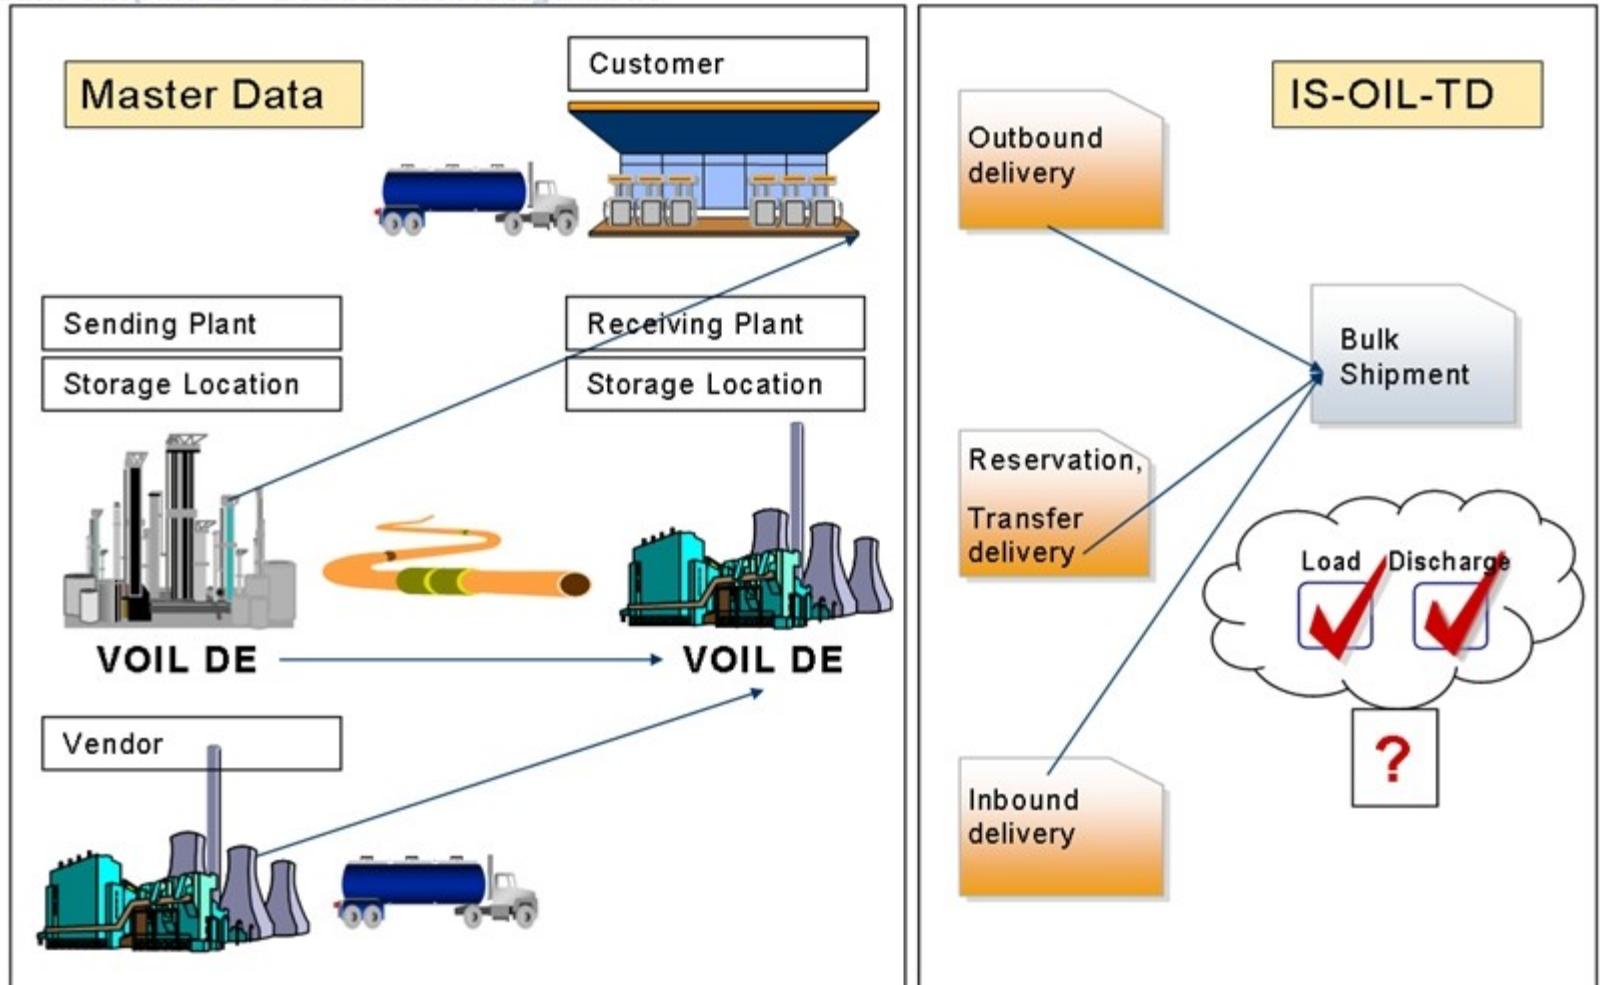 Master Data
Customer
Sending Plant
Storage Location
Receiving Plant
Storage Location
VOIL DE
VOIL DE
Vendor
IS-OIL-TD
Outbound
delivery
Bulk
Shipment
Reservation,
Transfer
delivery
Load
Discharge
?
Inbound
delivery